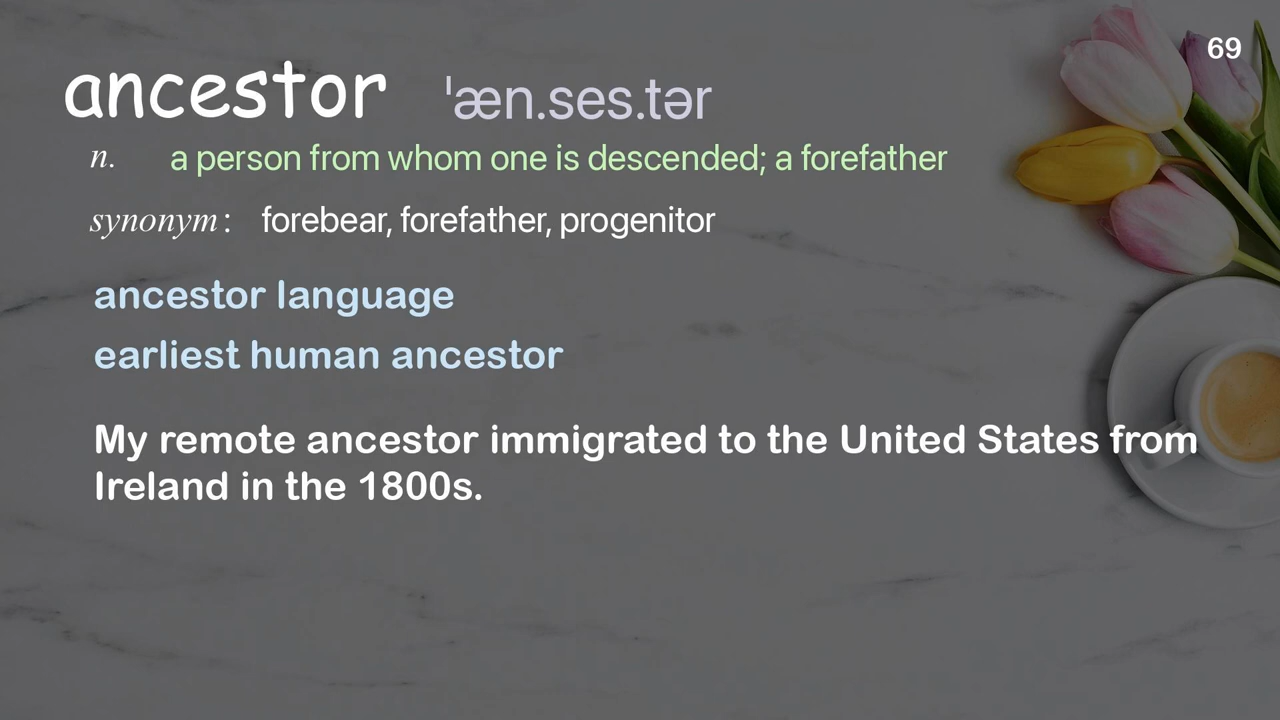 69
ancestor ˈæn.ses.tər
n. a person from whom one is descended; a forefather
synonym: forebear, forefather, progenitor
ancestor language
earliest human ancestor
My remote ancestor immigrated to the United States from
Ireland in the 1800s.